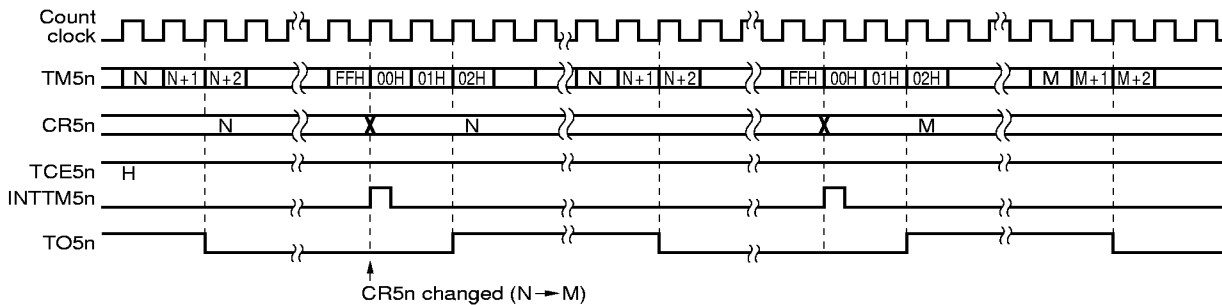 Count
clock
TM5n N N+1 N+2 FFH 00H 01H 02H N N+1 N+2 FFH 00H 01H 02H M M+1 M+2
CR5n N N M
TCE5n H
INTTM5n
TO5n
CR5n changed (N→M)